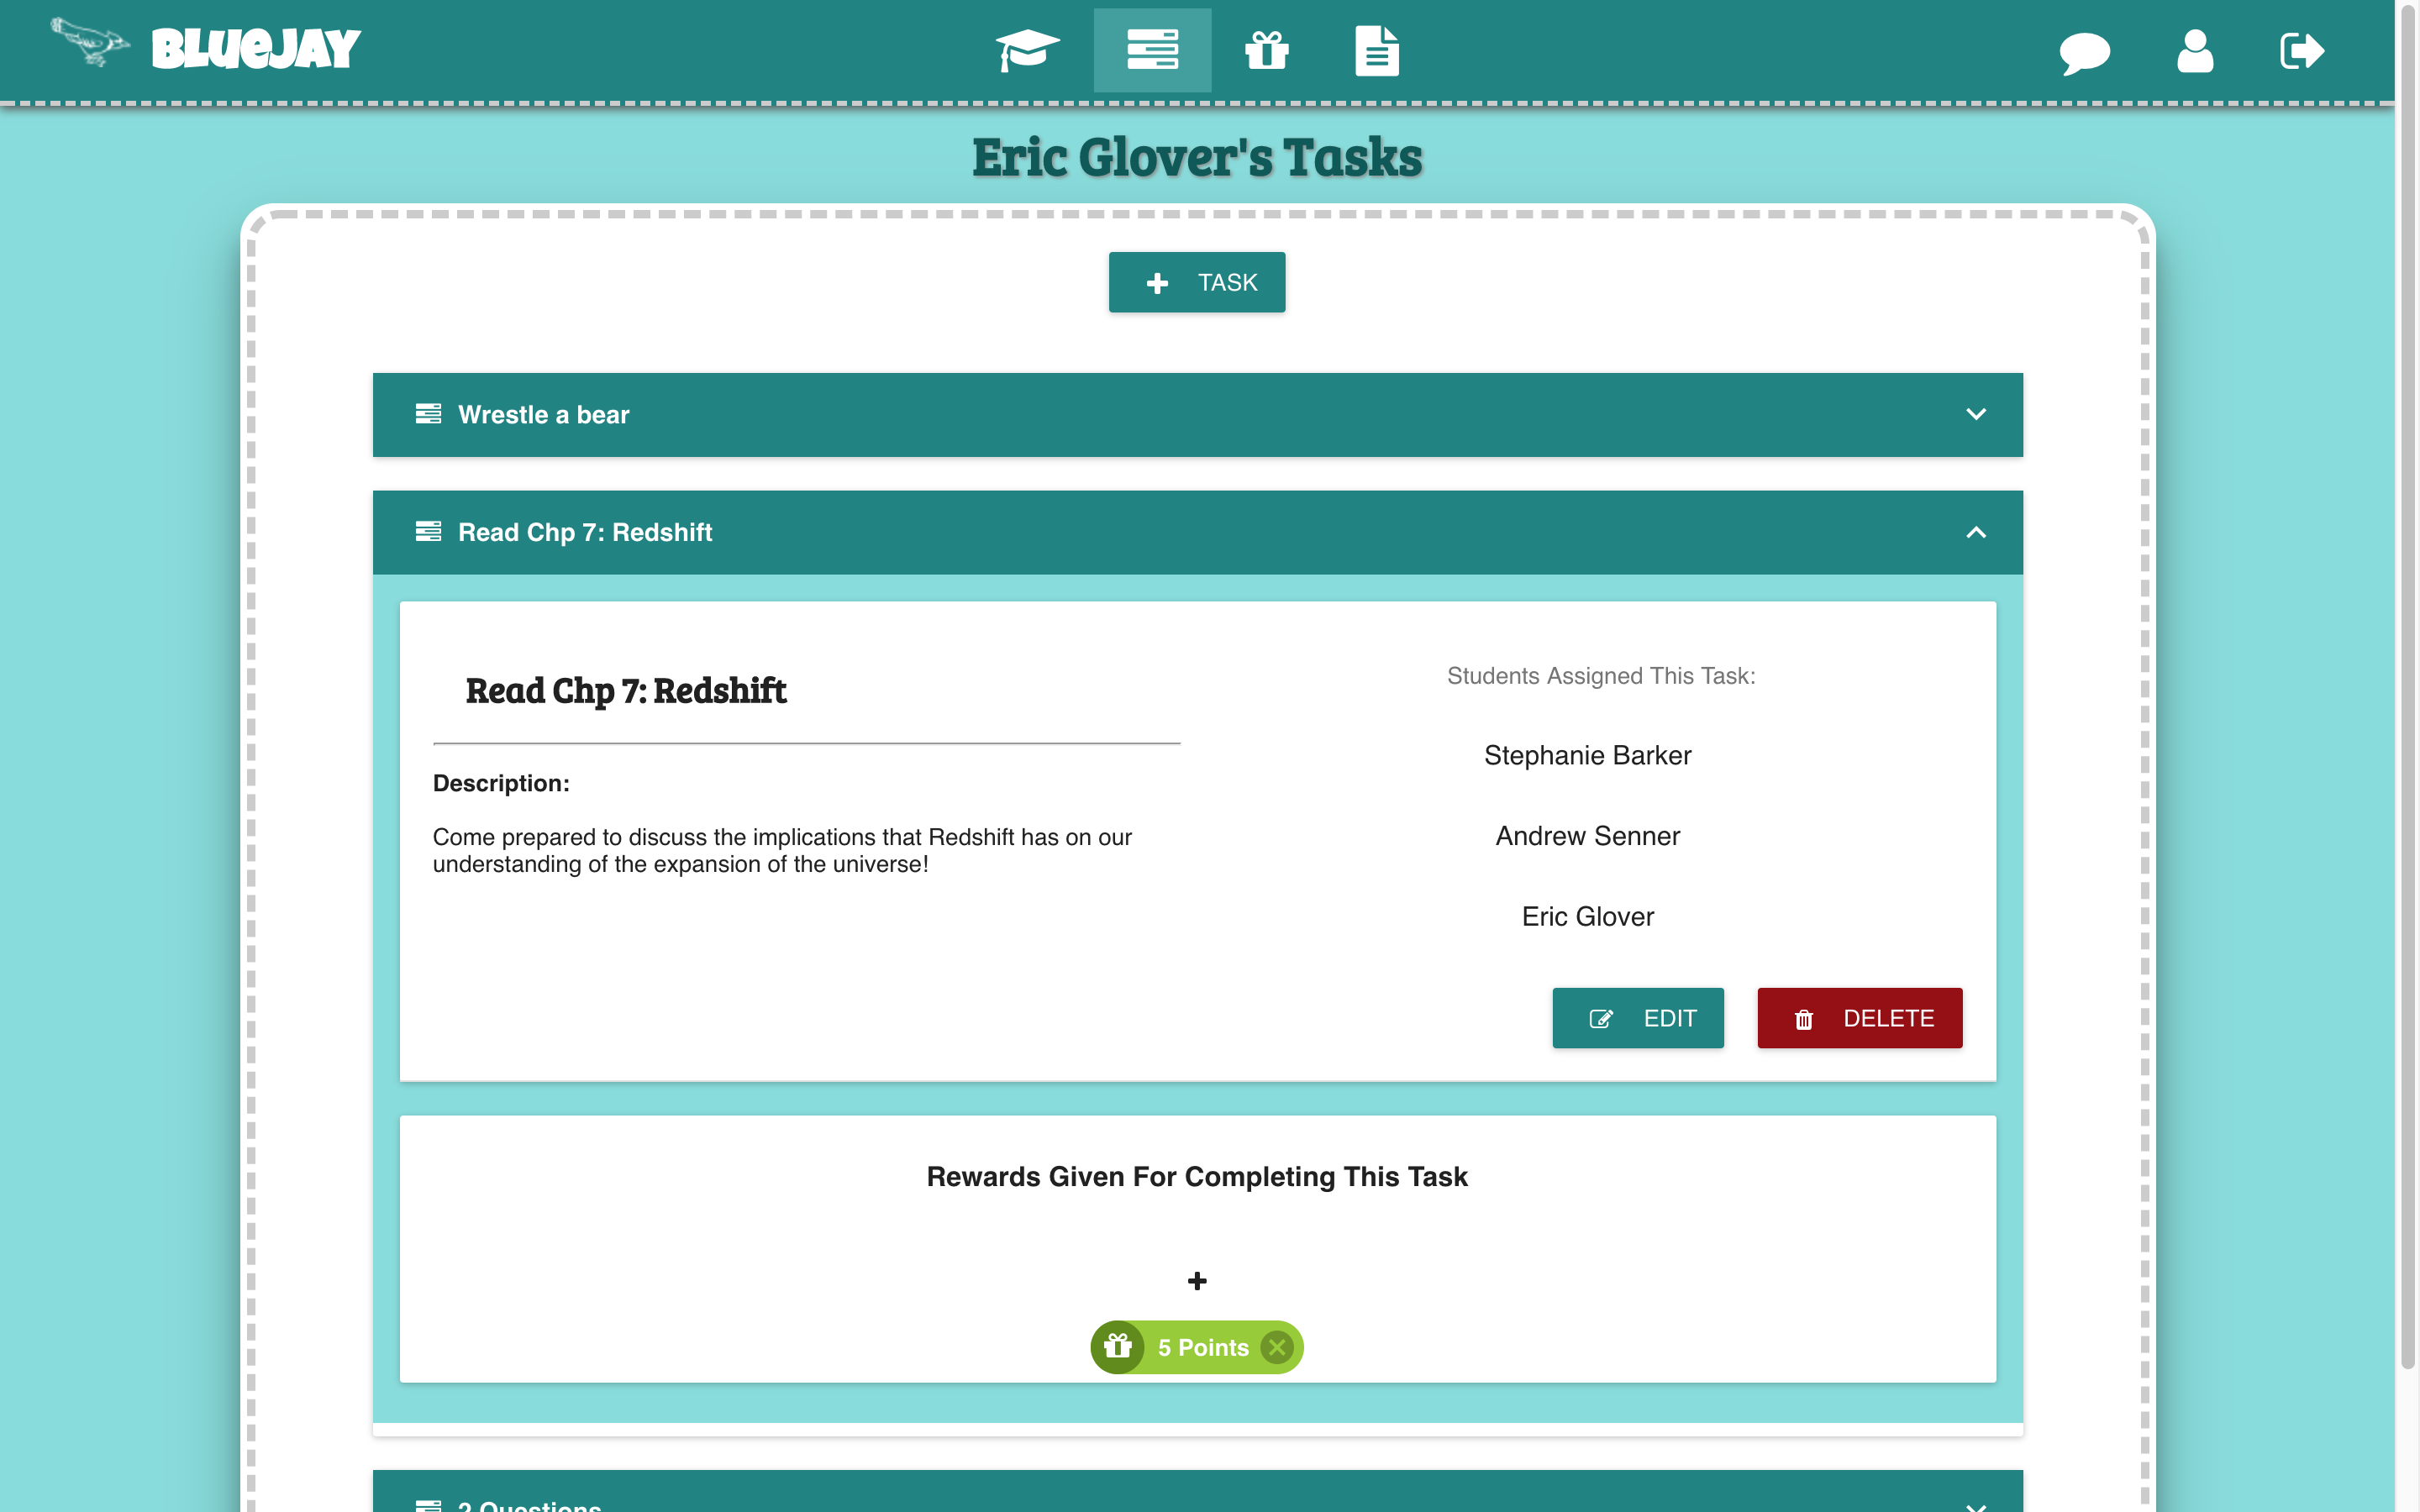 BLUEJAY
Eric Glover's Tasks
TASK
Wrestle a bear
Read Chp 7: Redshift
Read Chp 7: Redshift
Description:
Come prepared to discuss the implications that Redshift has on our
understanding of the expansion of the universe!
Students Assigned This Task:
Stephanie Barker
Andrew Senner
Eric Glover
EDIT
DELETE
Rewards Given For Completing This Task
5 Points
2 Questions